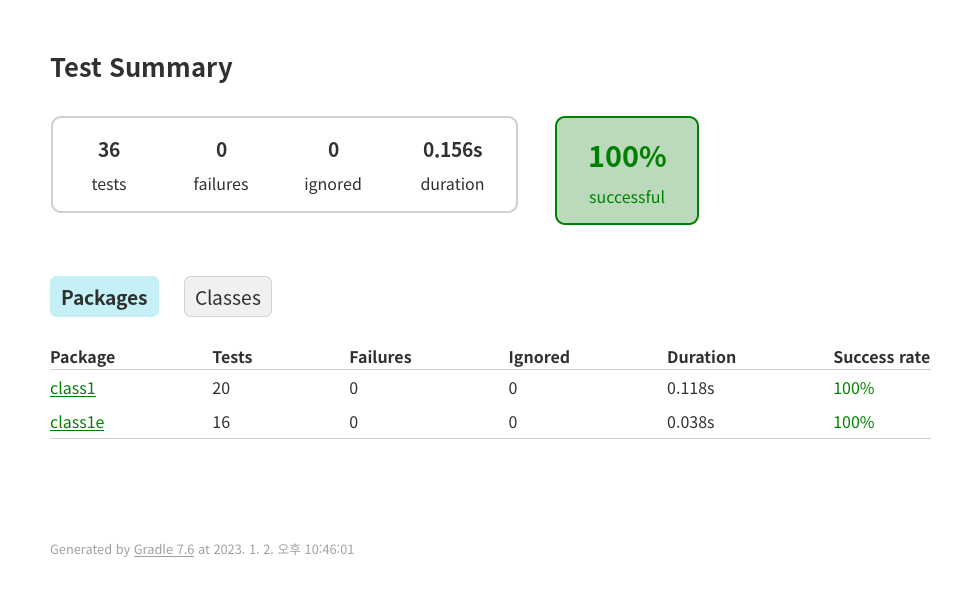 Test Summary
36 0 0 0.156s
tests failures ignored duration
100%
successful
Packages Classes
Package Tests Failures Ignored Duration Success rate
class1 20 0 0 0.118s 100%
class1e 16 0 0 0.038s 100%
Generated by Gradle 7.6 at 2023. 1. 2. 오후 10:46:01